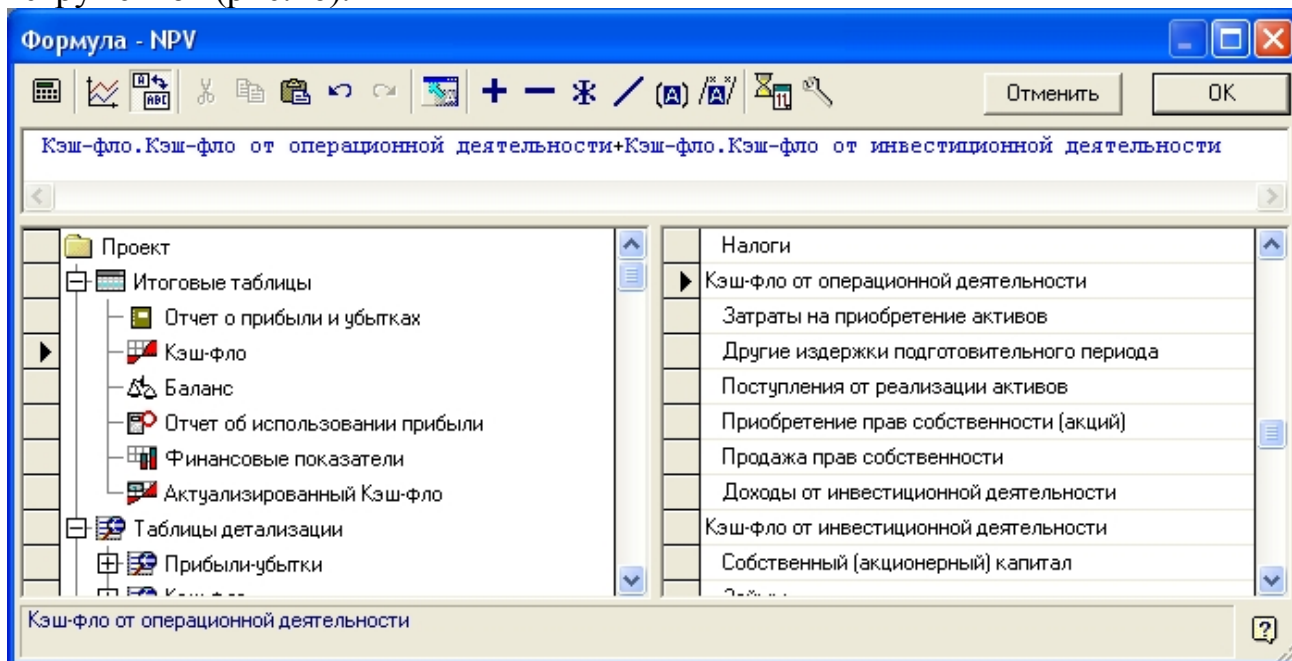 Формула - NPV
Отменить
OK
Кэш-фло.Кэш-фло от операционной деятельности+Кэш-фло.Кэш-фло от инвестиционной деятельности
Проект
Итоговые таблицы
Отчет о прибыли и убытках
Кэш-фло
Баланс
Отчет об использовании прибыли
Финансовые показатели
Актуализированный Кэш-фло
Таблицы детализации
Прибыли-убытки
Налоги
Кэш-фло от операционной деятельности
Затраты на приобретение активов
Другие издержки подготовительного периода
Поступления от реализации активов
Приобретение прав собственности (акций)
Продажа прав собственности
Доходы от инвестиционной деятельности
Кэш-фло от инвестиционной деятельности
Собственный (акционерный) капитал
Кэш-фло от операционной деятельности